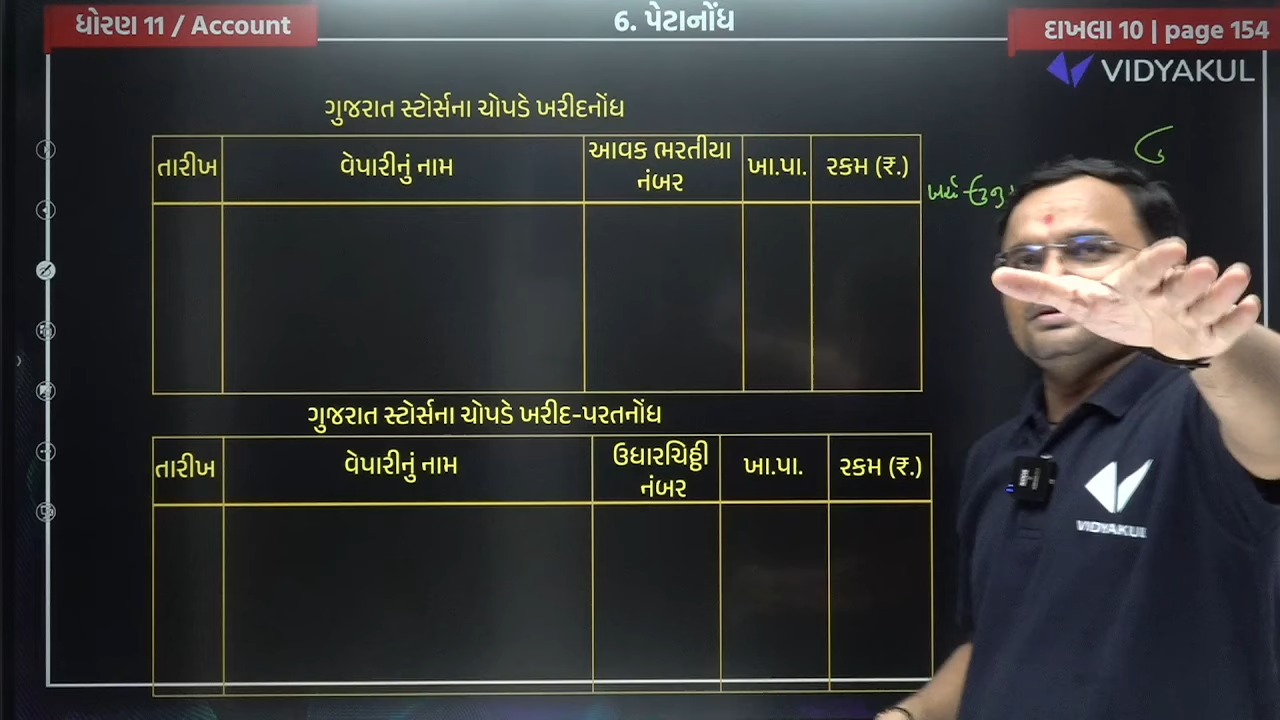 ધોરણ 11 / Account
6. પેટાનોંધ
દાખલા 10 | page 154
VIDYAKUL
ગુજરાત સ્ટોર્સના ચોપડે ખરીદનોંધ
તારીખ
વેપારીનું નામ
આવક ભરતીયા
નંબર
ખા.પા.
રકમ (₹.)
ગુજરાત સ્ટોર્સના ચોપડે ખરીદ-પરતનોંધ
તારીખ
વેપારીનું નામ
ઉધારચિઠ્ઠી
નંબર
ખા.પા.
રકમ (₹.)
VIDYAKUL